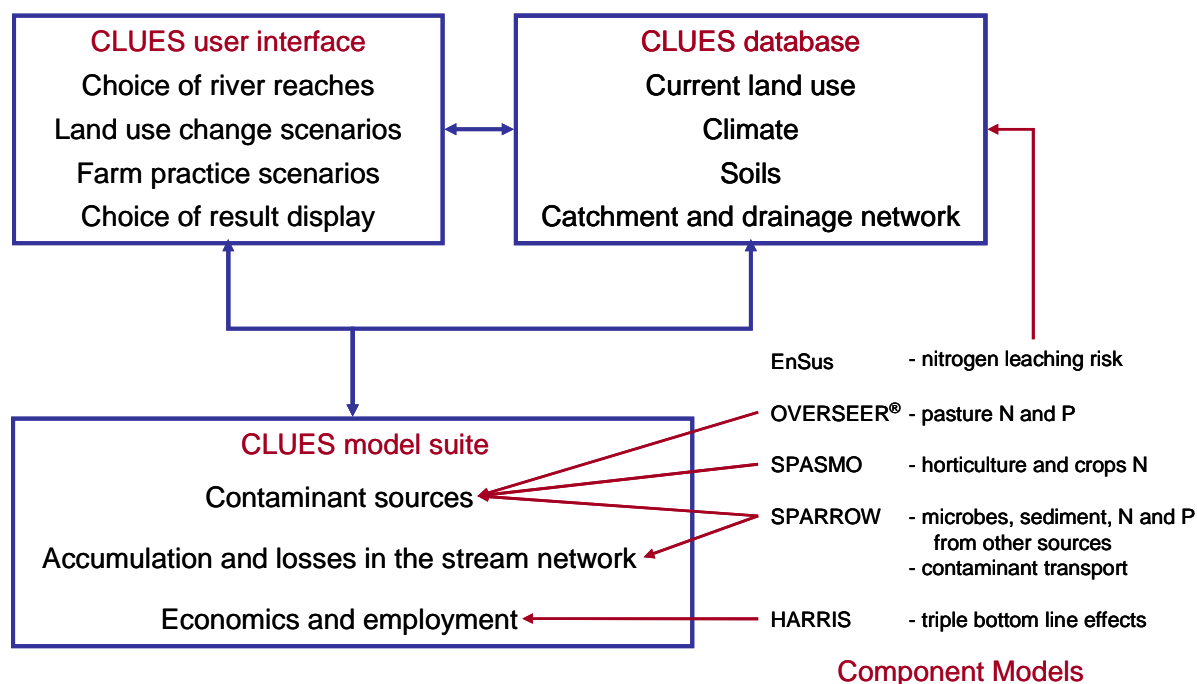 CLUES user interface
Choice of river reaches
Land use change scenarios
Farm practice scenarios
Choice of result display
CLUES database
Current land use
Climate
Soils
Catchment and drainage network
CLUES model suite
Contaminant sources
Accumulation and losses in the stream network
Economics and employment
EnSus - nitrogen leaching risk
OVERSEER® - pasture N and P
SPASMO - horticulture and crops N
SPARROW - microbes, sediment, N and P
from other sources
- contaminant transport
HARRIS - triple bottom line effects
Component Models